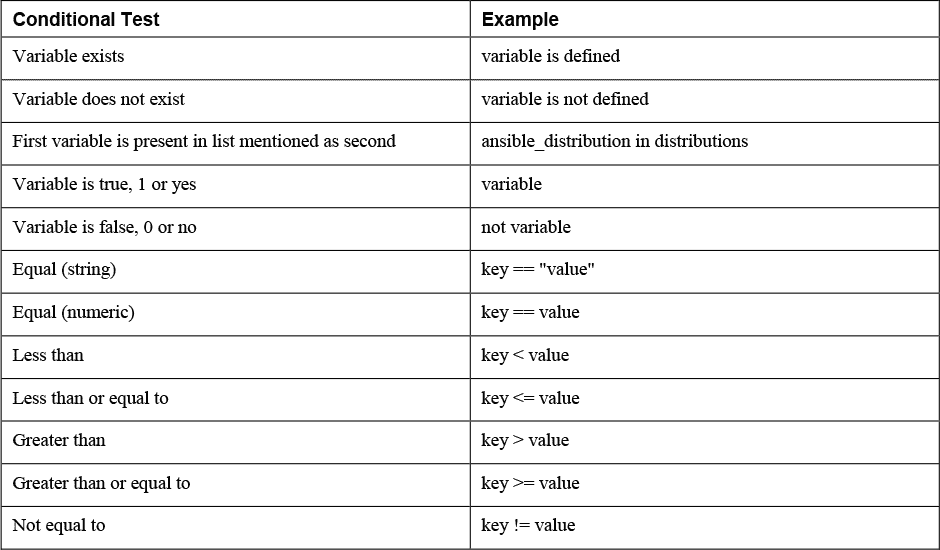 Conditional Test Example
Variable exists variable is defined
Variable does not exist variable is not defined
First variable is present in list mentioned as second ansible_distribution in distributions
Variable is true, 1 or yes variable
Variable is false, 0 or no not variable
Equal (string) key == "value"
Equal (numeric) key == value
Less than key < value
Less than or equal to key <= value
Greater than key > value
Greater than or equal to key >= value
Not equal to key != value